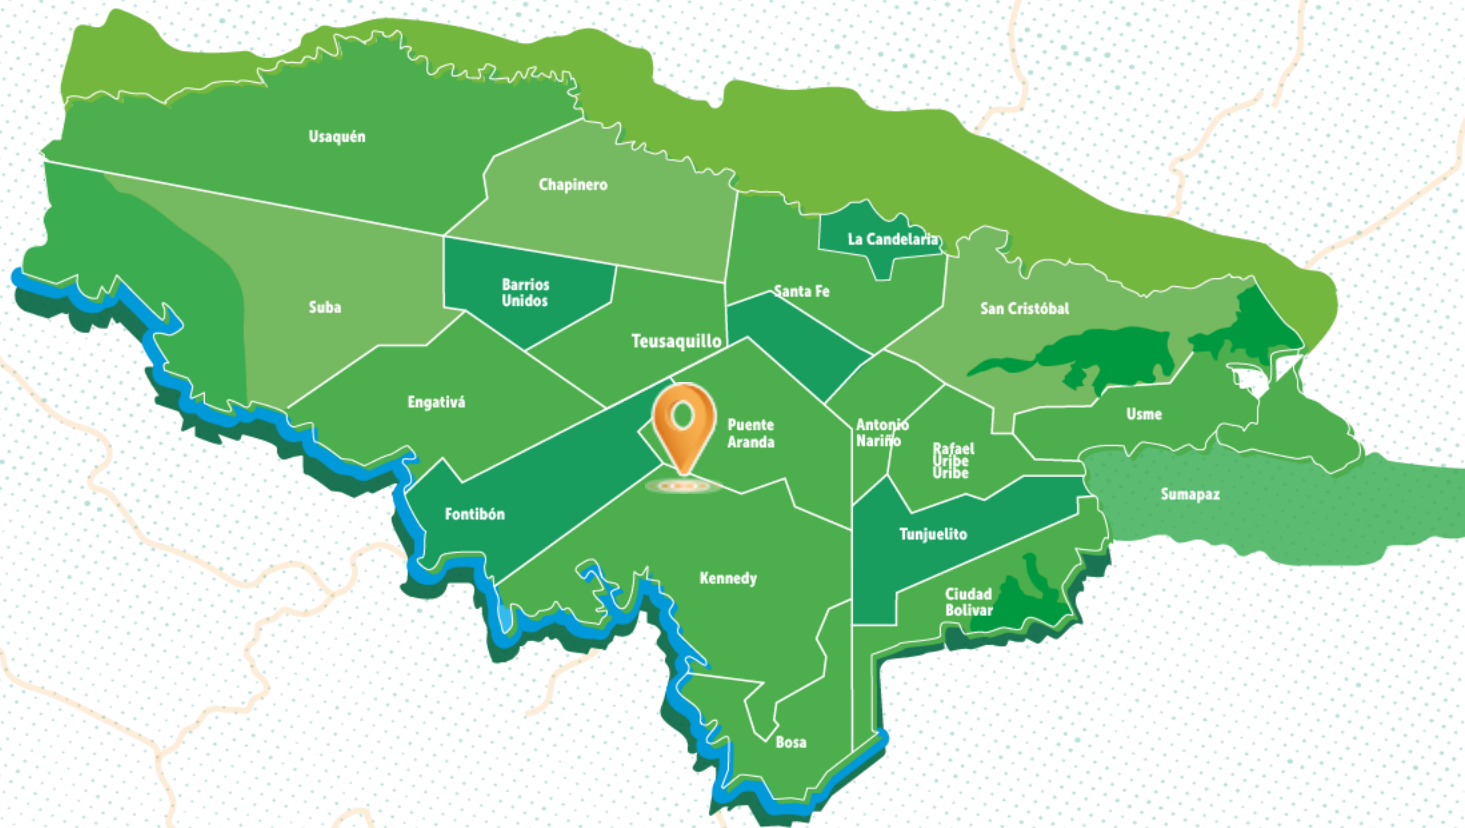 Usaquén
Chapinero
La Candelaria
Barrios
Unidos
Santa Fe
Suba
San Cristóbal
Teusaquillo
Engativá
Puente
Aranda
Antonio
Nariño
Usme
Rafael
Uribe
Uribe
Sumapaz
Fontibón
Tunjuelito
Kennedy
Ciudad
Bolivar
Bosa